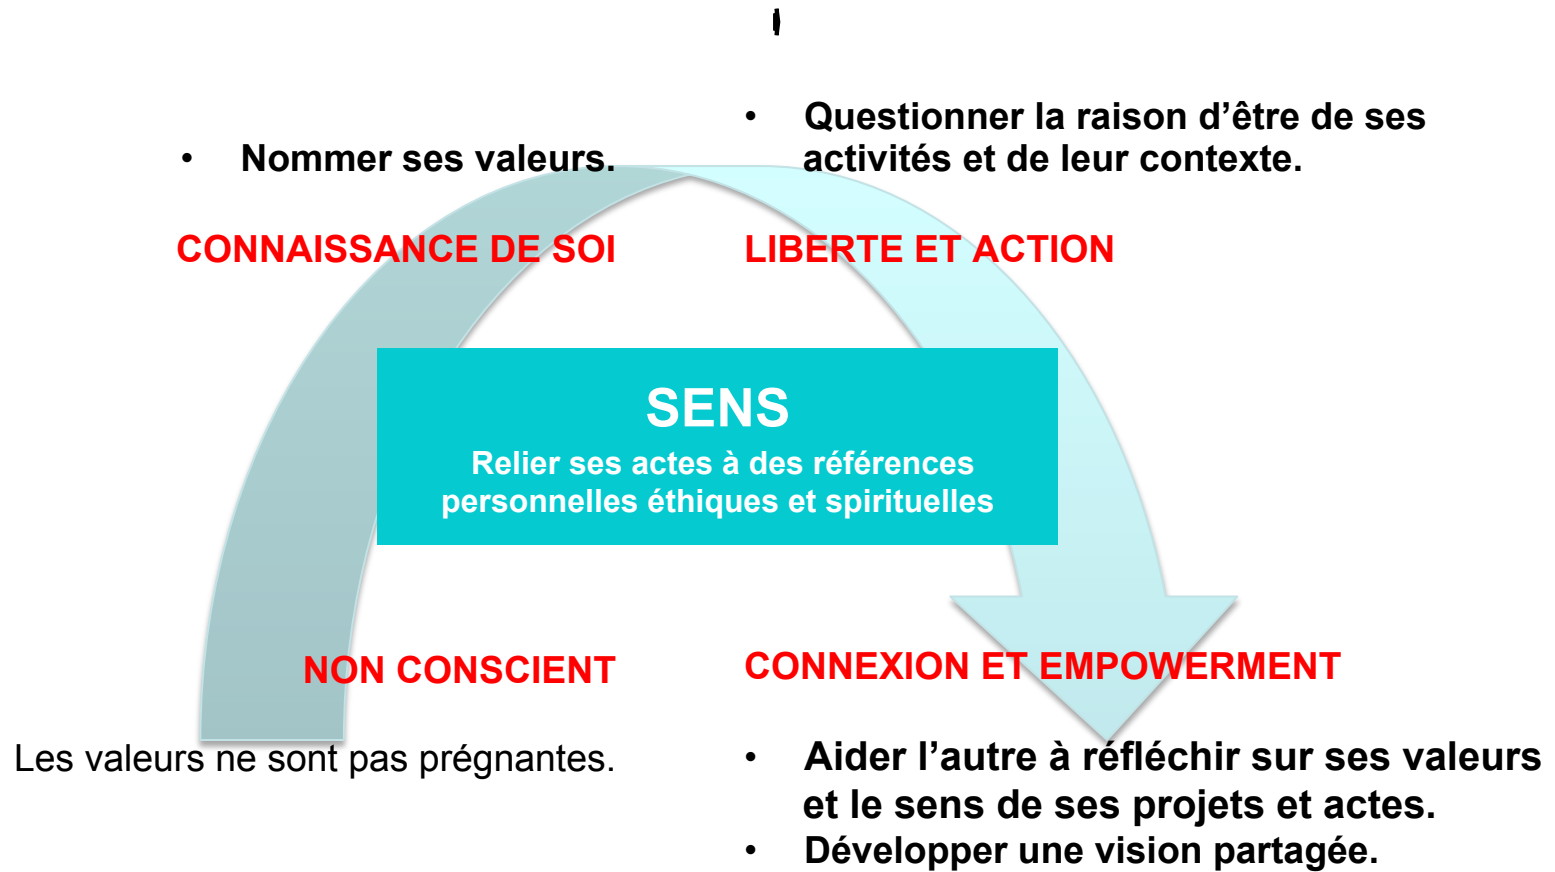 • Nommer ses valeurs.
• Questionner la raison d’être de ses
activités et de leur contexte.
CONNAISSANCE DE SOI
LIBERTE ET ACTION
SENS
Relier ses actes à des références
personnelles éthiques et spirituelles
NON CONSCIENT
Les valeurs ne sont pas prégnantes.
CONNEXION ET EMPOWERMENT
• Aider l’autre à réfléchir sur ses valeurs
et le sens de ses projets et actes.
• Développer une vision partagée.